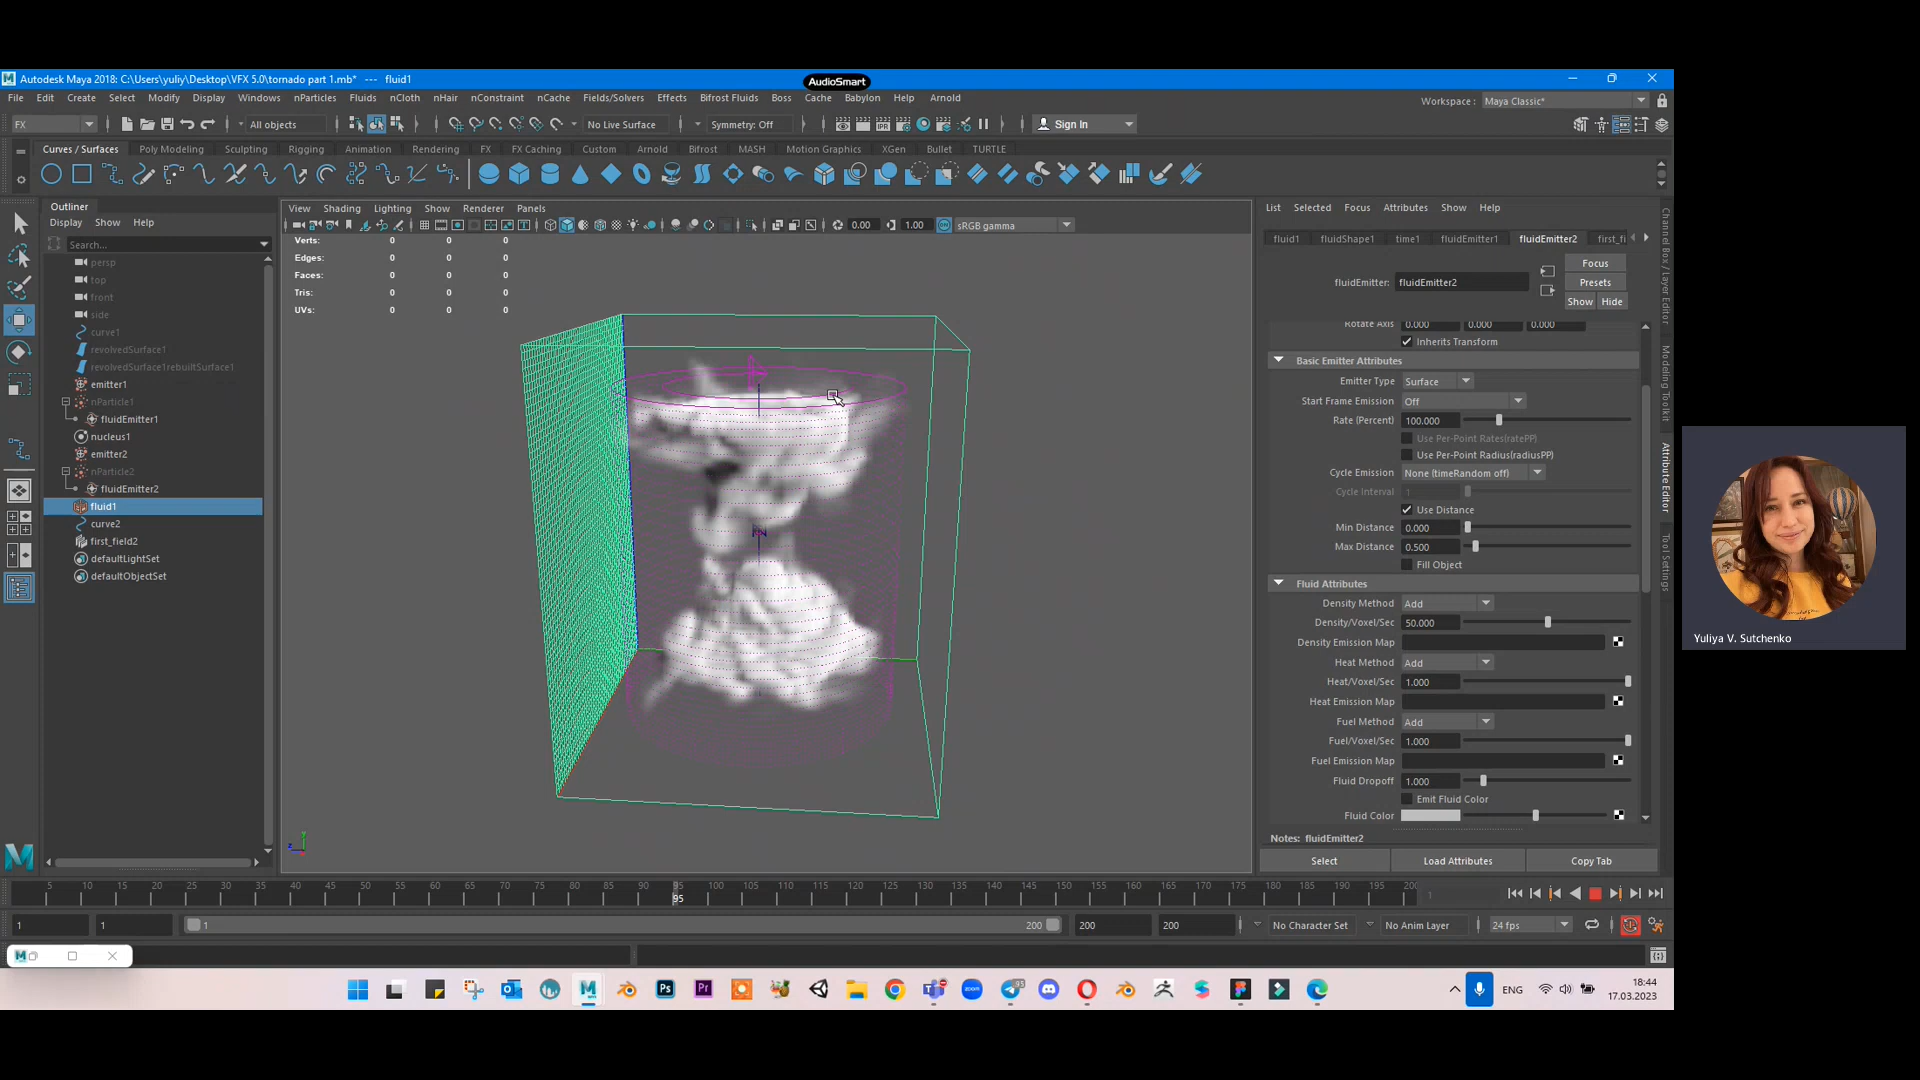 Autodesk Maya 2018: C:\Users\yuliy\Desktop\VFX 5.0\tornado part 1.mb* --- fluid1
AudioSmart
File Edit Create Select Modify Display Windows nParticles Fluids nCloth nHair nConstraint nCache Fields/Solvers Effects Bifrost Fluids Boss Cache Babylon Help Arnold
Workspace : Maya Classic*
FX All objects No Live Surface Symmetry: Off Sign In
Curves / Surfaces Poly Modeling Sculpting Rigging Animation Rendering FX FX Caching Custom Arnold Bifrost MASH Motion Graphics XGen Bullet TURTLE
Outliner
Display Show Help
Search...
persp
top
front
side
curve1
revolvedSurface1
revolvedSurface1rebuiltSurface1
emitter1
nParticle1
fluidEmitter1
nucleus1
emitter2
nParticle2
fluidEmitter2
fluid1
curve2
first_field2
defaultLightSet
defaultObjectSet
View Shading Lighting Show Renderer Panels
0.00 1.00 sRGB gamma
Verts: 0 0 0
Edges: 0 0 0
Faces: 0 0 0
Tris: 0 0 0
UVs: 0 0 0
List Selected Focus Attributes Show Help
fluid1 fluidShape1 time1 fluidEmitter1 fluidEmitter2 first_fi
fluidEmitter: fluidEmitter2
Focus
Presets
Show Hide
Rotate Axis 0.000 0.000 0.000
Inherits Transform
Basic Emitter Attributes
Emitter Type Surface
Start Frame Emission Off
Rate (Percent) 100.000
Use Per-Point Rates(ratePP)
Use Per-Point Radius(radiusPP)
Cycle Emission None (timeRandom off)
Cycle Interval 1
Use Distance
Min Distance 0.000
Max Distance 0.500
Fill Object
Fluid Attributes
Density Method Add
Density/Voxel/Sec 50.000
Density Emission Map
Heat Method Add
Heat/Voxel/Sec 1.000
Heat Emission Map
Fuel Method Add
Fuel/Voxel/Sec 1.000
Fuel Emission Map
Fluid Dropoff 1.000
Emit Fluid Color
Fluid Color
Notes: fluidEmitter2
Select Load Attributes Copy Tab
Channel Box / Layer Editor
Modeling Toolkit
Attribute Editor
Tool Settings
5 10 15 20 25 30 35 40 45 50 55 60 65 70 75 80 85 90 95 100 105 110 115 120 125 130 135 140 145 150 155 160 165 170 175 180 185 190 195 200
95
1 1 1 200 200 200 No Character Set No Anim Layer 24 fps
ENG
18:44
17.03.2023
Yuliya V. Sutchenko